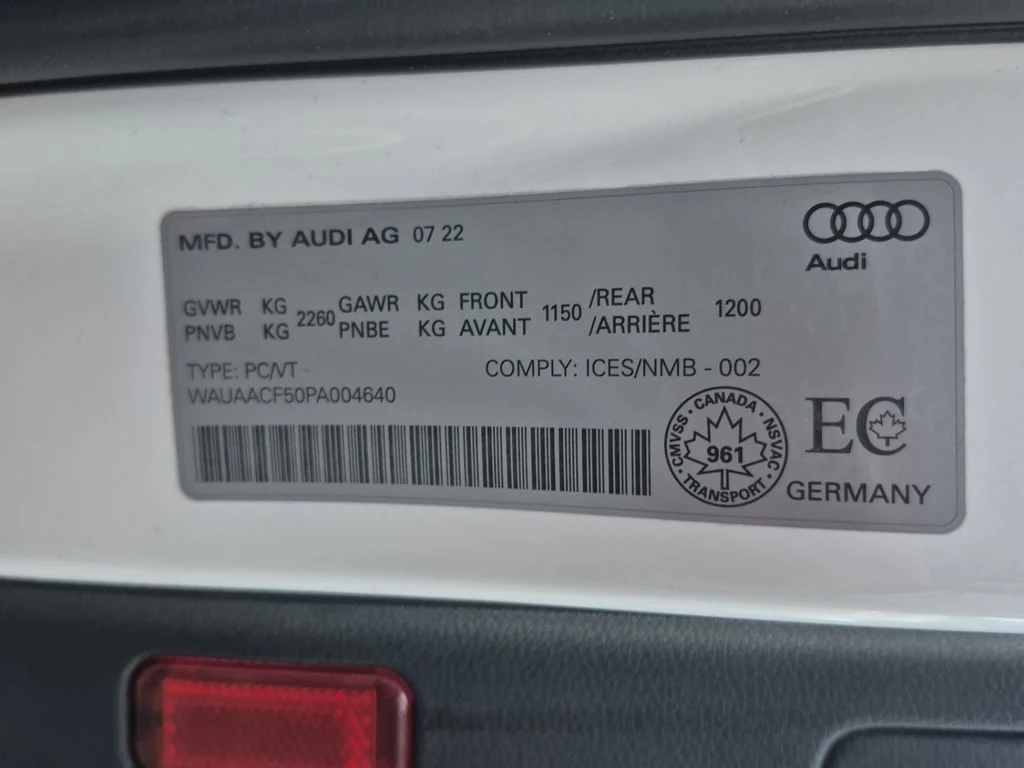 MFD. BY AUDI AG 07 22
Audi
GVWR KG 2260 GAWR KG FRONT 1150 /REAR 1200
PNVB KG PNBE KG AVANT /ARRIÈRE
TYPE: PC/VT -
COMPLY: ICES/NMB - 002
WAUAACF50PA004640
CMVSS · CANADA · NSVAC · TRANSPORT ·
961
EC
GERMANY